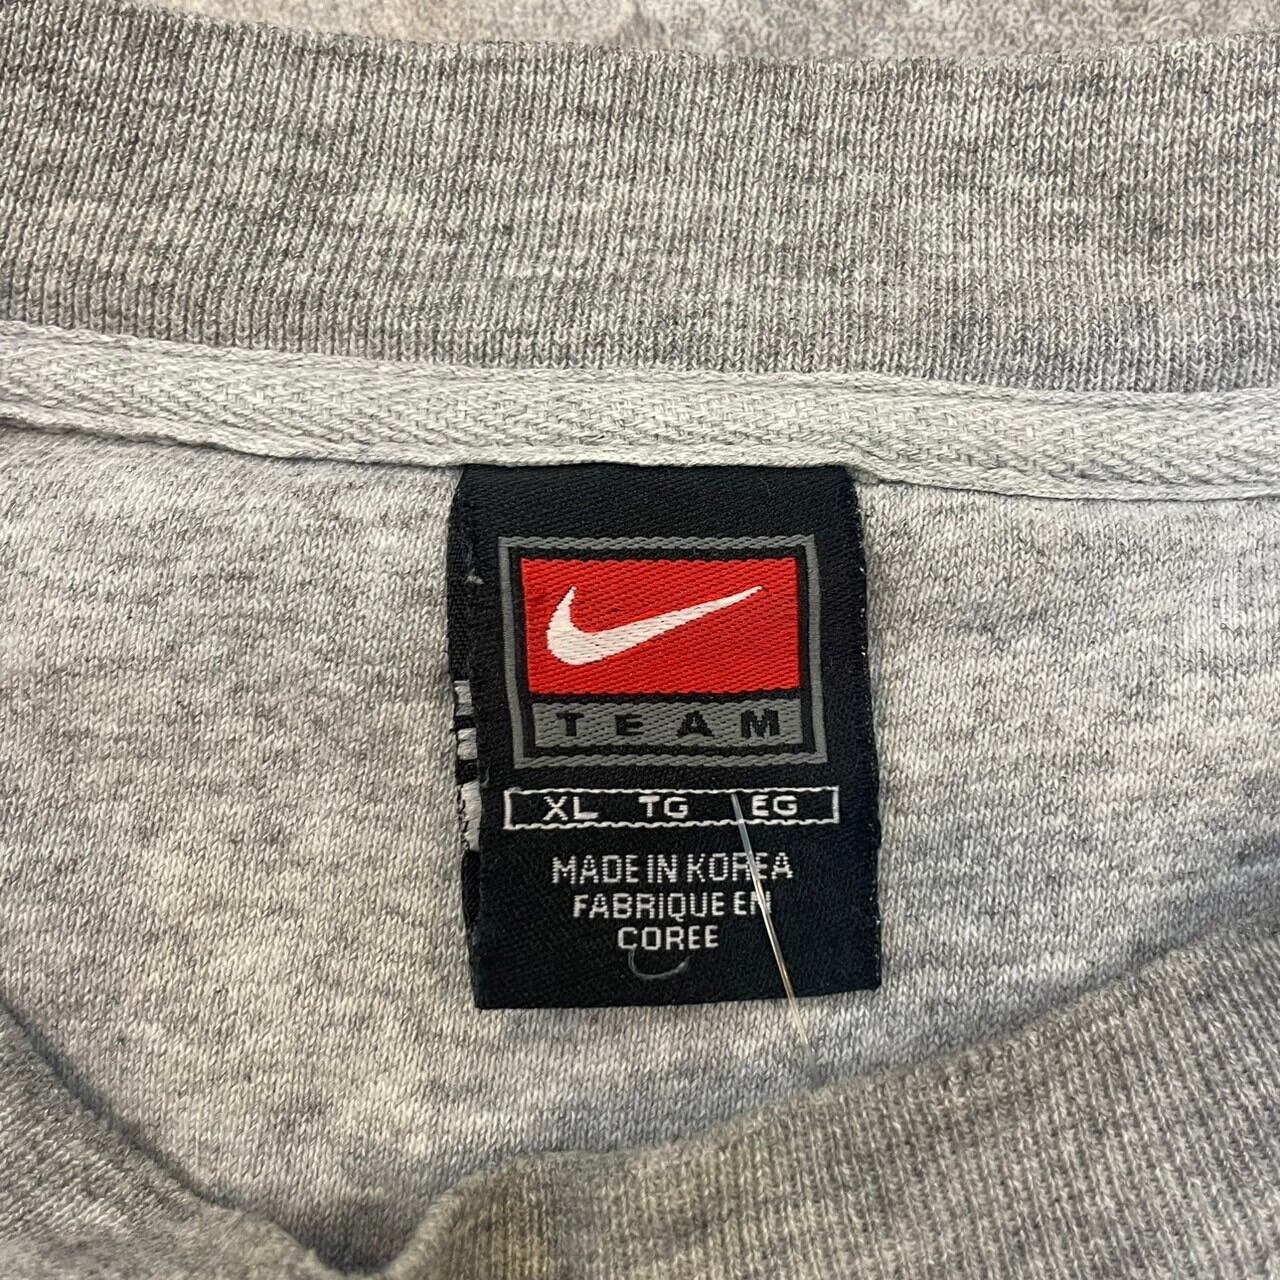 TEAM
XL TG EG
MADE IN KOREA
FABRIQUE EN
COREE